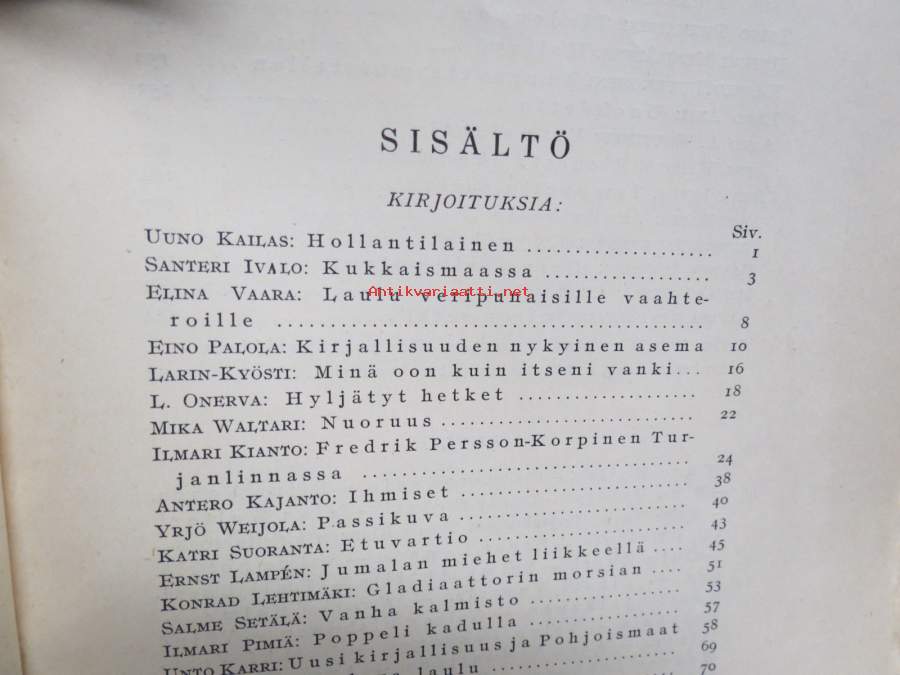 SISÄLTÖ
KIRJOITUKSIA:
Siv.
UUNO KAILAS: Hollantilainen .................... 1
SANTERI IVALO: Kukkaismaassa .................. 3
Antikvariaatti.net
ELINA VAARA: Laulu veripunaisille vaahte-
roille .......................................... 8
EINO PALOLA: Kirjallisuuden nykyinen asema 10
LARIN-KYÖSTI: Minä oon kuin itseni vanki... 16
L. ONERVA: Hyljätyt hetket .................... 18
MIKA WALTARI: Nuoruus .......................... 22
ILMARI KIANTO: Fredrik Persson-Korpinen Tur-
janlinnassa .................................. 24
ANTERO KAJANTO: Ihmiset ...................... 38
YRJÖ WEIJOLA: Passikuva ...................... 40
KATRI SUORANTA: Etuvartio .................... 43
ERNST LAMPÉN: Jumalan miehet liikkeellä .... 45
KONRAD LEHTIMÄKI: Gladiaattorin morsian .... 51
SALME SETÄLÄ: Vanha kalmisto ................ 53
ILMARI PIMIÄ: Poppeli kadulla ................ 57
UNTO KARRI: Uusi kirjallisuus ja Pohjoismaat 58
laulu .................... 69
70